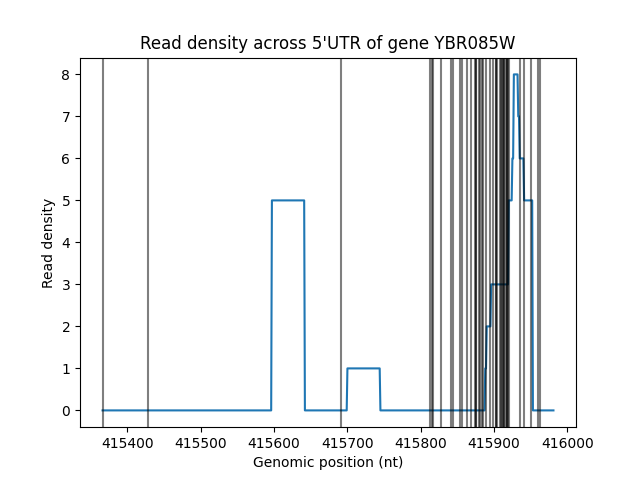 Read density across 5'UTR of gene YBR085W
8
7
6
5
4
3
2
1
0
Read density
415400 415500 415600 415700 415800 415900 416000
Genomic position (nt)